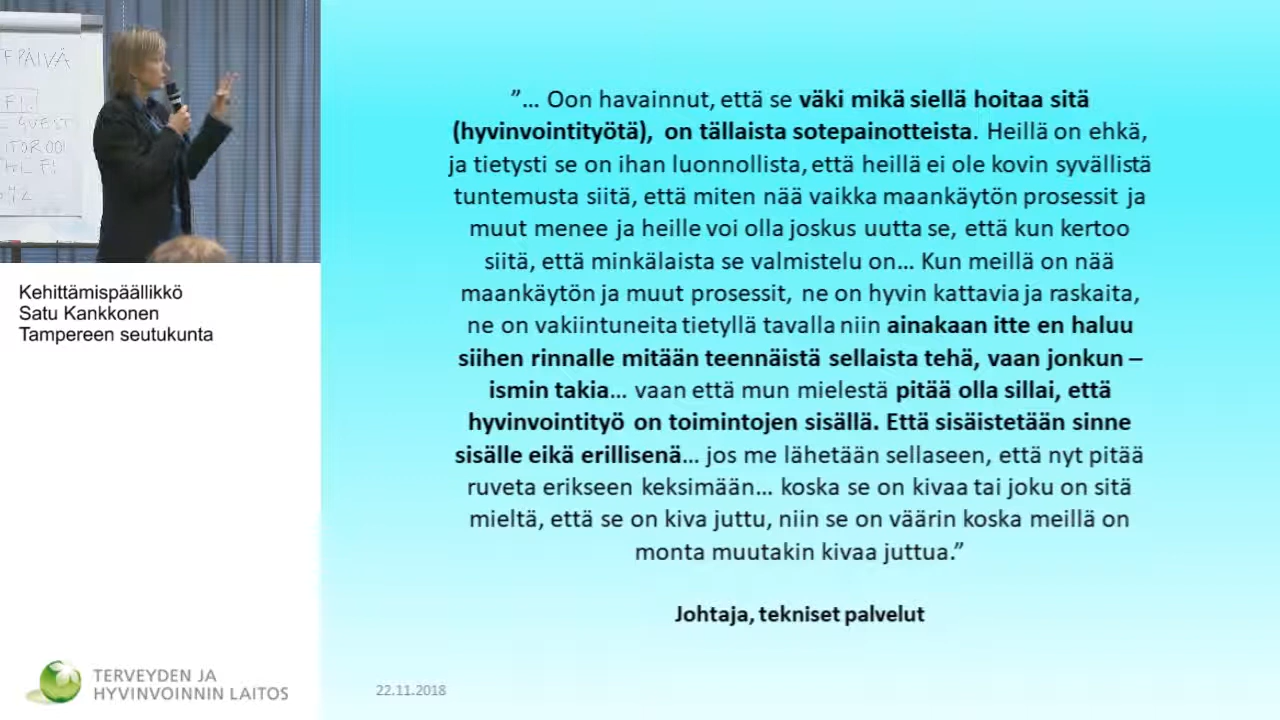 F PÄIVÄ
F1.
”… Oon havainnut, että se väki mikä siellä hoitaa sitä
(hyvinvointityötä), on tällaista sotepainotteista. Heillä on ehkä,
ja tietysti se on ihan luonnollista, että heillä ei ole kovin syvällistä
tuntemusta siitä, että miten nää vaikka maankäytön prosessit ja
muut menee ja heille voi olla joskus uutta se, että kun kertoo
siitä, että minkälaista se valmistelu on… Kun meillä on nää
maankäytön ja muut prosessit, ne on hyvin kattavia ja raskaita,
ne on vakiintuneita tietyllä tavalla niin ainakaan itte en haluu
siihen rinnalle mitään teennäistä sellaista tehä, vaan jonkun –
ismin takia… vaan että mun mielestä pitää olla sillai, että
hyvinvointityö on toimintojen sisällä. Että sisäistetään sinne
sisälle eikä erillisenä… jos me lähetään sellaseen, että nyt pitää
ruveta erikseen keksimään… koska se on kivaa tai joku on sitä
mieltä, että se on kiva juttu, niin se on väärin koska meillä on
monta muutakin kivaa juttua.”
Johtaja, tekniset palvelut
22.11.2018
Kehittämispäällikkö
Satu Kankkonen
Tampereen seutukunta
TERVEYDEN JA
HYVINVOINNIN LAITOS